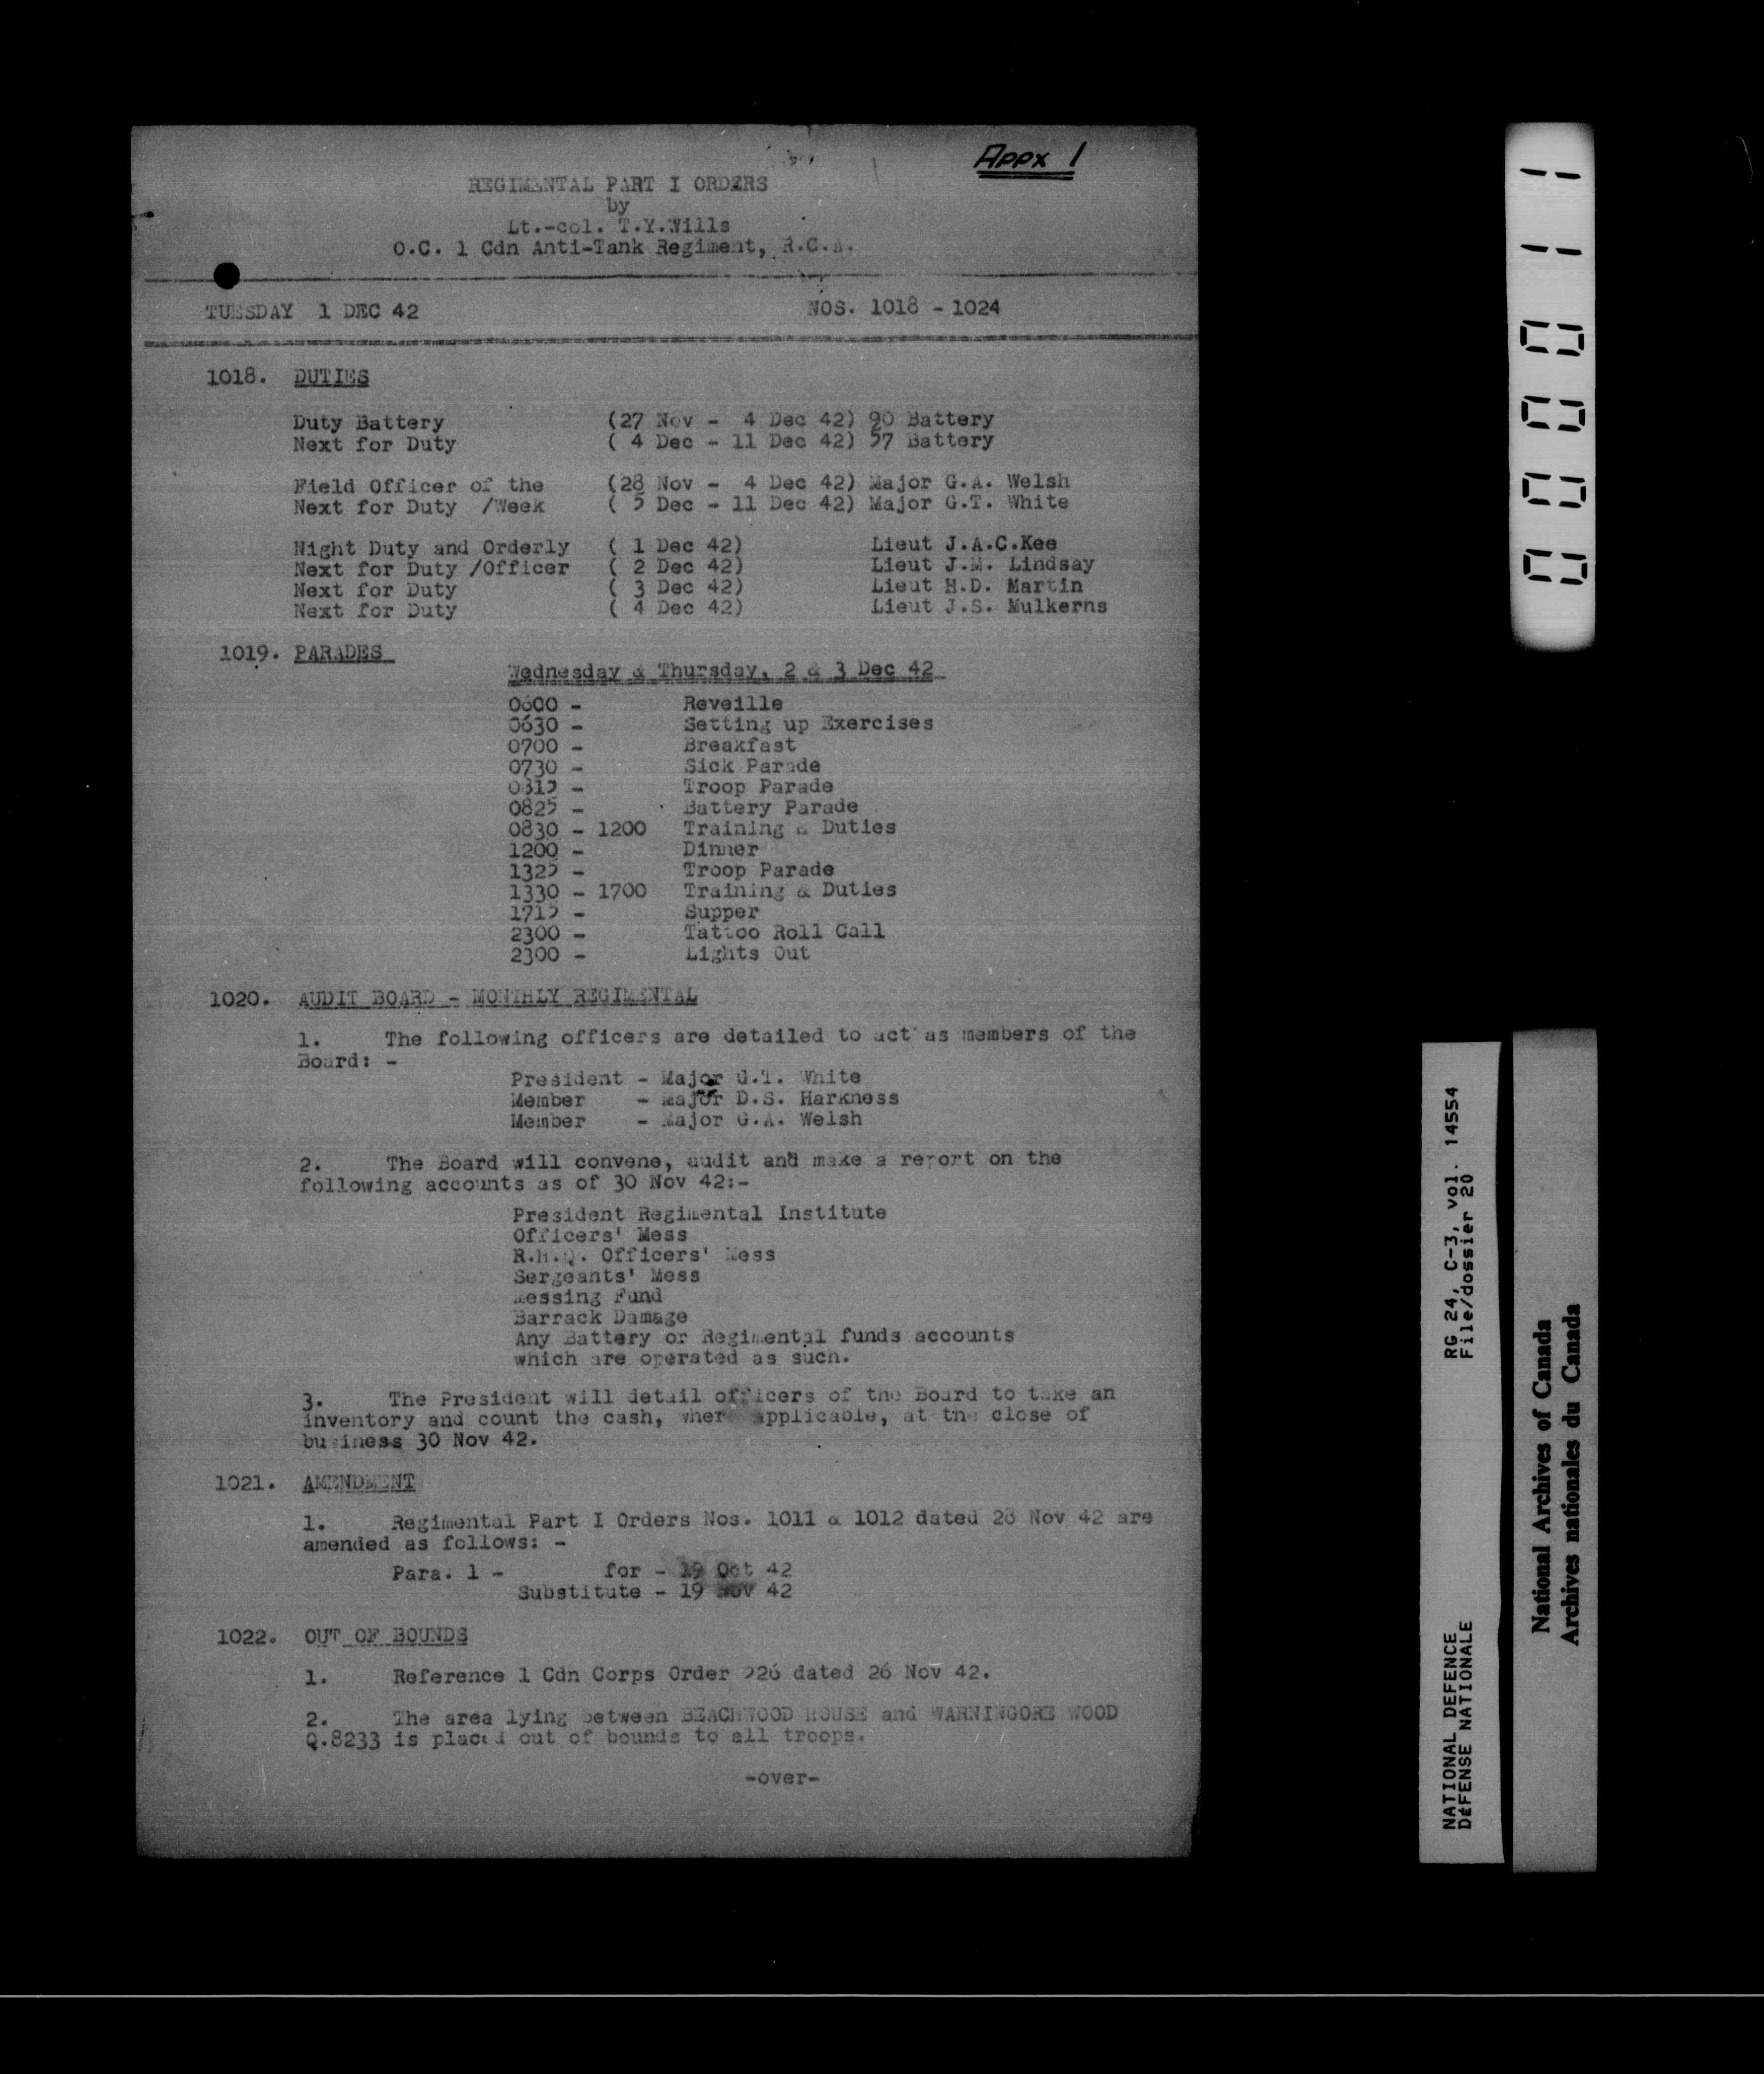 Appx 1
REGIMENTAL PART I ORDERS
by
Lt.-col. T.Y.Wills
O.C. 1 Cdn Anti-Tank Regiment, R.C.A.
TUESDAY 1 DEC 42 NOS. 1018 - 1024
1018. DUTIES
Duty Battery (27 Nov - 4 Dec 42) 90 Battery
Next for Duty ( 4 Dec - 11 Dec 42) 57 Battery
Field Officer of the (28 Nov - 4 Dec 42) Major G.A. Welsh
Next for Duty /Week ( 5 Dec - 11 Dec 42) Major G.T. White
Night Duty and Orderly ( 1 Dec 42) Lieut J.A.C.Kee
Next for Duty /Officer ( 2 Dec 42) Lieut J.M. Lindsay
Next for Duty ( 3 Dec 42) Lieut H.D. Martin
Next for Duty ( 4 Dec 42) Lieut J.S. Mulkerns
1019. PARADES
Wednesday & Thursday, 2 & 3 Dec 42
0600 - Reveille
0630 - Setting up Exercises
0700 - Breakfast
0730 - Sick Parade
0815 - Troop Parade
0825 - Battery Parade
0830 - 1200 Training & Duties
1200 - Dinner
1325 - Troop Parade
1330 - 1700 Training & Duties
1715 - Supper
2300 - Tattoo Roll Call
2300 - Lights Out
1020. AUDIT BOARD - MONTHLY REGIMENTAL
1. The following officers are detailed to act as members of the
Board: -
President - Major G.T. White
Member - Major D.S. Harkness
Member - Major G.A. Welsh
2. The Board will convene, audit and make a report on the
following accounts as of 30 Nov 42:-
President Regimental Institute
Officers' Mess
R.H.Q. Officers' Mess
Sergeants' Mess
Messing Fund
Barrack Damage
Any Battery or Regimental funds accounts
which are operated as such.
3. The President will detail officers of the Board to take an
inventory and count the cash, where applicable, at the close of
business 30 Nov 42.
1021. AMENDMENT
1. Regimental Part I Orders Nos. 1011 & 1012 dated 28 Nov 42 are
amended as follows: -
Para. 1 - for - 19 Oct 42
Substitute - 19 Nov 42
1022. OUT OF BOUNDS
1. Reference 1 Cdn Corps Order dated 26 Nov 42.
2. The area lying between BEACHWOOD HOUSE and WARNINGORE WOOD
Q.8233 is placed out of bounds to all troops.
-over-
000011
RG 24, C-3, vol. 14554
File/dossier 20
NATIONAL DEFENCE
DÉFENSE NATIONALE
National Archives of Canada
Archives nationales du Canada